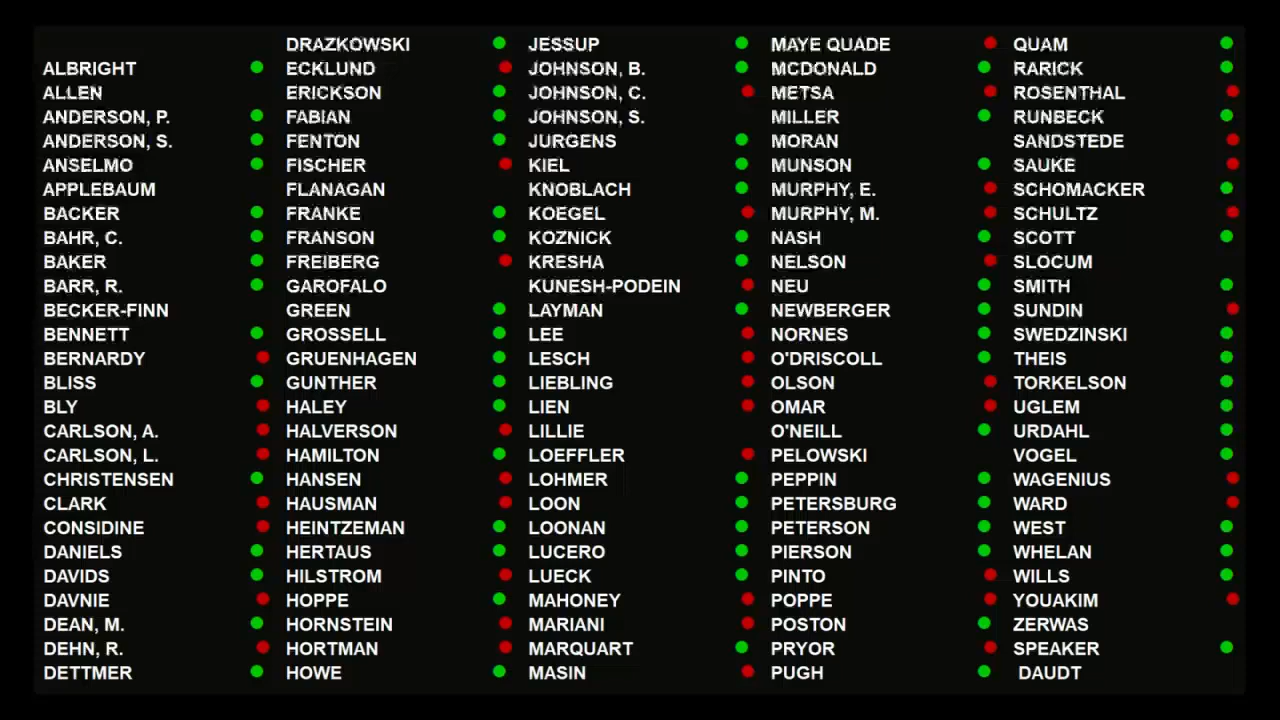 ALBRIGHT
ALLEN
ANDERSON, P.
ANDERSON, S.
ANSELMO
APPLEBAUM
BACKER
BAHR, C.
BAKER
BARR, R.
BECKER-FINN
BENNETT
BERNARDY
BLISS
BLY
CARLSON, A.
CARLSON, L.
CHRISTENSEN
CLARK
CONSIDINE
DANIELS
DAVIDS
DAVNIE
DEAN, M.
DEHN, R.
DETTMER
DRAZKOWSKI
ECKLUND
ERICKSON
FABIAN
FENTON
FISCHER
FLANAGAN
FRANKE
FRANSON
FREIBERG
GAROFALO
GREEN
GROSSELL
GRUENHAGEN
GUNTHER
HALEY
HALVERSON
HAMILTON
HANSEN
HAUSMAN
HEINTZEMAN
HERTAUS
HILSTROM
HOPPE
HORNSTEIN
HORTMAN
HOWE
JESSUP
JOHNSON, B.
JOHNSON, C.
JOHNSON, S.
JURGENS
KIEL
KNOBLACH
KOEGEL
KOZNICK
KRESHA
KUNESH-PODEIN
LAYMAN
LEE
LESCH
LIEBLING
LIEN
LILLIE
LOEFFLER
LOHMER
LOON
LOONAN
LUCERO
LUECK
MAHONEY
MARIANI
MARQUART
MASIN
MAYE QUADE
MCDONALD
METSA
MILLER
MORAN
MUNSON
MURPHY, E.
MURPHY, M.
NASH
NELSON
NEU
NEWBERGER
NORNES
O'DRISCOLL
OLSON
OMAR
O'NEILL
PELOWSKI
PEPPIN
PETERSBURG
PETERSON
PIERSON
PINTO
POPPE
POSTON
PRYOR
PUGH
QUAM
RARICK
ROSENTHAL
RUNBECK
SANDSTEDE
SAUKE
SCHOMACKER
SCHULTZ
SCOTT
SLOCUM
SMITH
SUNDIN
SWEDZINSKI
THEIS
TORKELSON
UGLEM
URDAHL
VOGEL
WAGENIUS
WARD
WEST
WHELAN
WILLS
YOUAKIM
ZERWAS
SPEAKER
DAUDT